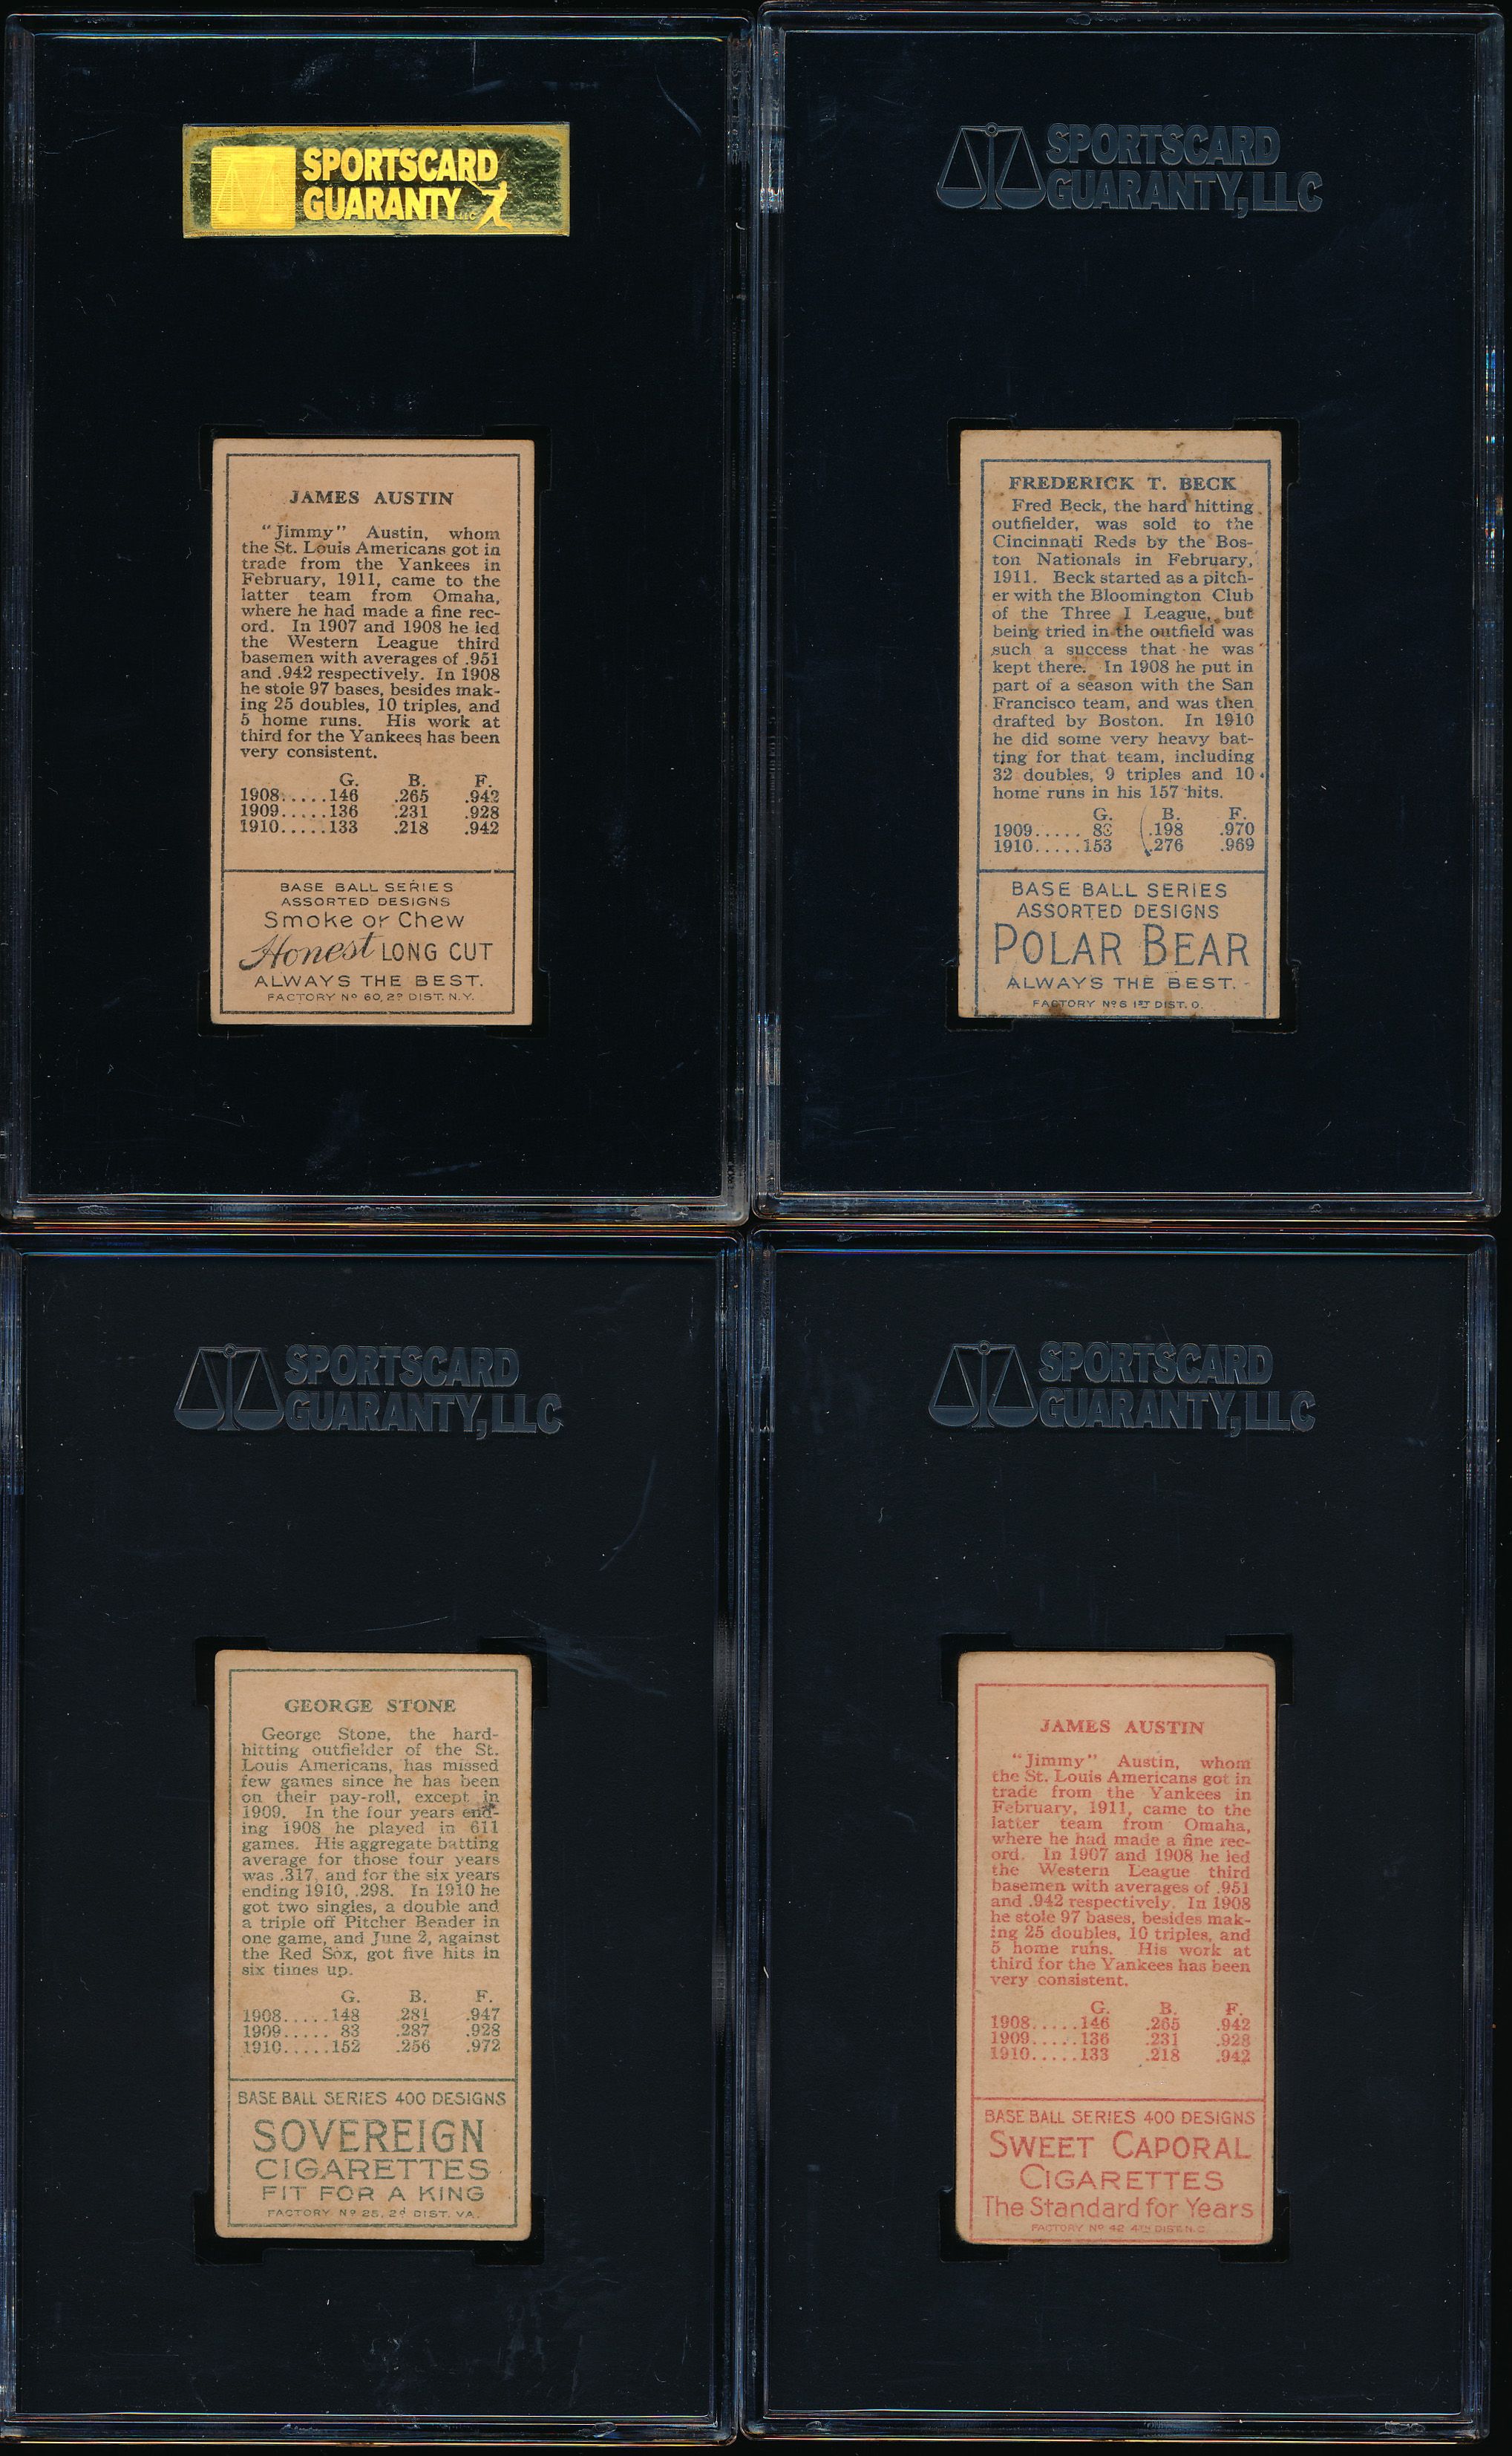 SPORTSCARD
GUARANTY LLC
JAMES AUSTIN
"Jimmy" Austin, whom
the St. Louis Americans got in
trade from the Yankees in
February, 1911, came to the
latter team from Omaha,
where he had made a fine rec-
ord. In 1907 and 1908 he led
the Western League third
basemen with averages of .951
and .942 respectively. In 1908
he stole 97 bases, besides mak-
ing 25 doubles, 10 triples, and
5 home runs. His work at
third for the Yankees has been
very consistent.
G. B. F.
1908.....146 .265 .942
1909.....136 .231 .928
1910.....133 .218 .942
BASE BALL SERIES
ASSORTED DESIGNS
Smoke or Chew
Honest LONG CUT
ALWAYS THE BEST.
FACTORY Nº 60, 2º DIST. N.Y.
SPORTSCARD
GUARANTY, LLC
FREDERICK T. BECK
Fred Beck, the hard hitting
outfielder, was sold to the
Cincinnati Reds by the Bos-
ton Nationals in February,
1911. Beck started as a pitch-
er with the Bloomington Club
of the Three I League, but
being tried in the outfield was
such a success that he was
kept there. In 1908 he put in
part of a season with the San
Francisco team, and was then
drafted by Boston. In 1910
he did some very heavy bat-
ting for that team, including
32 doubles, 9 triples and 10
home runs in his 157 hits.
G. B. F.
1909..... 83 .198 .970
1910.....153 .276 .969
BASE BALL SERIES
ASSORTED DESIGNS
POLAR BEAR
ALWAYS THE BEST.
FACTORY Nº 6 1ST DIST. O.
SPORTSCARD
GUARANTY, LLC
GEORGE STONE
George Stone, the hard-
hitting outfielder of the St.
Louis Americans, has missed
few games since he has been
on their pay-roll, except in
1909. In the four years end-
ing 1908 he played in 611
games. His aggregate batting
average for those four years
was .317, and for the six years
ending 1910, .298. In 1910 he
got two singles, a double and
a triple off Pitcher Bender in
one game, and June 2, against
the Red Sox, got five hits in
six times up.
G. B. F.
1908.....148 .281 .947
1909..... 83 .287 .928
1910.....152 .256 .972
BASE BALL SERIES 400 DESIGNS
SOVEREIGN
CIGARETTES
FIT FOR A KING
FACTORY Nº 25, 2d DIST. VA.
SPORTSCARD
GUARANTY, LLC
JAMES AUSTIN
"Jimmy" Austin, whom
the St. Louis Americans got in
trade from the Yankees in
February, 1911, came to the
latter team from Omaha,
where he had made a fine rec-
ord. In 1907 and 1908 he led
the Western League third
basemen with averages of .951
and .942 respectively. In 1908
he stole 97 bases, besides mak-
ing 25 doubles, 10 triples, and
5 home runs. His work at
third for the Yankees has been
very consistent.
G. B. F.
1908.....146 .265 .942
1909.....136 .231 .928
1910.....133 .218 .942
BASE BALL SERIES 400 DESIGNS
SWEET CAPORAL
CIGARETTES
The Standard for Years
FACTORY Nº 42 4TH DIST. N.C.